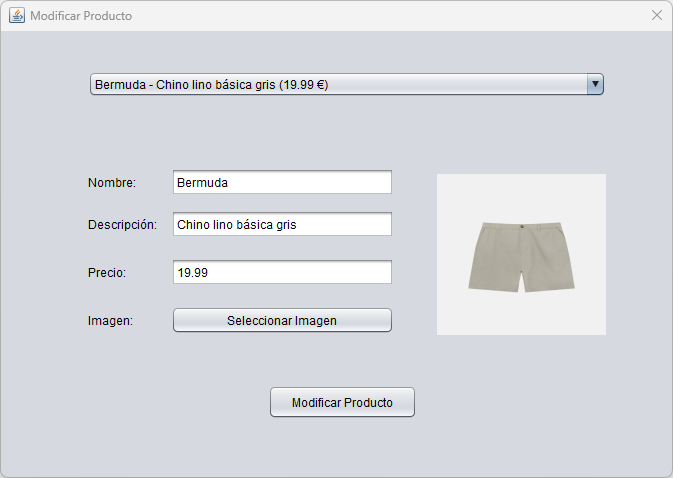 Modificar Producto
Bermuda - Chino lino básica gris (19.99 €)
Nombre: Bermuda
Descripción: Chino lino básica gris
Precio: 19.99
Imagen: Seleccionar Imagen
Modificar Producto